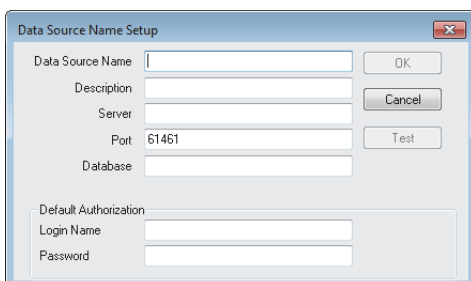 Data Source Name Setup
Data Source Name
OK
Description
Cancel
Server
Port 61461
Test
Database
Default Authorization
Login Name
Password